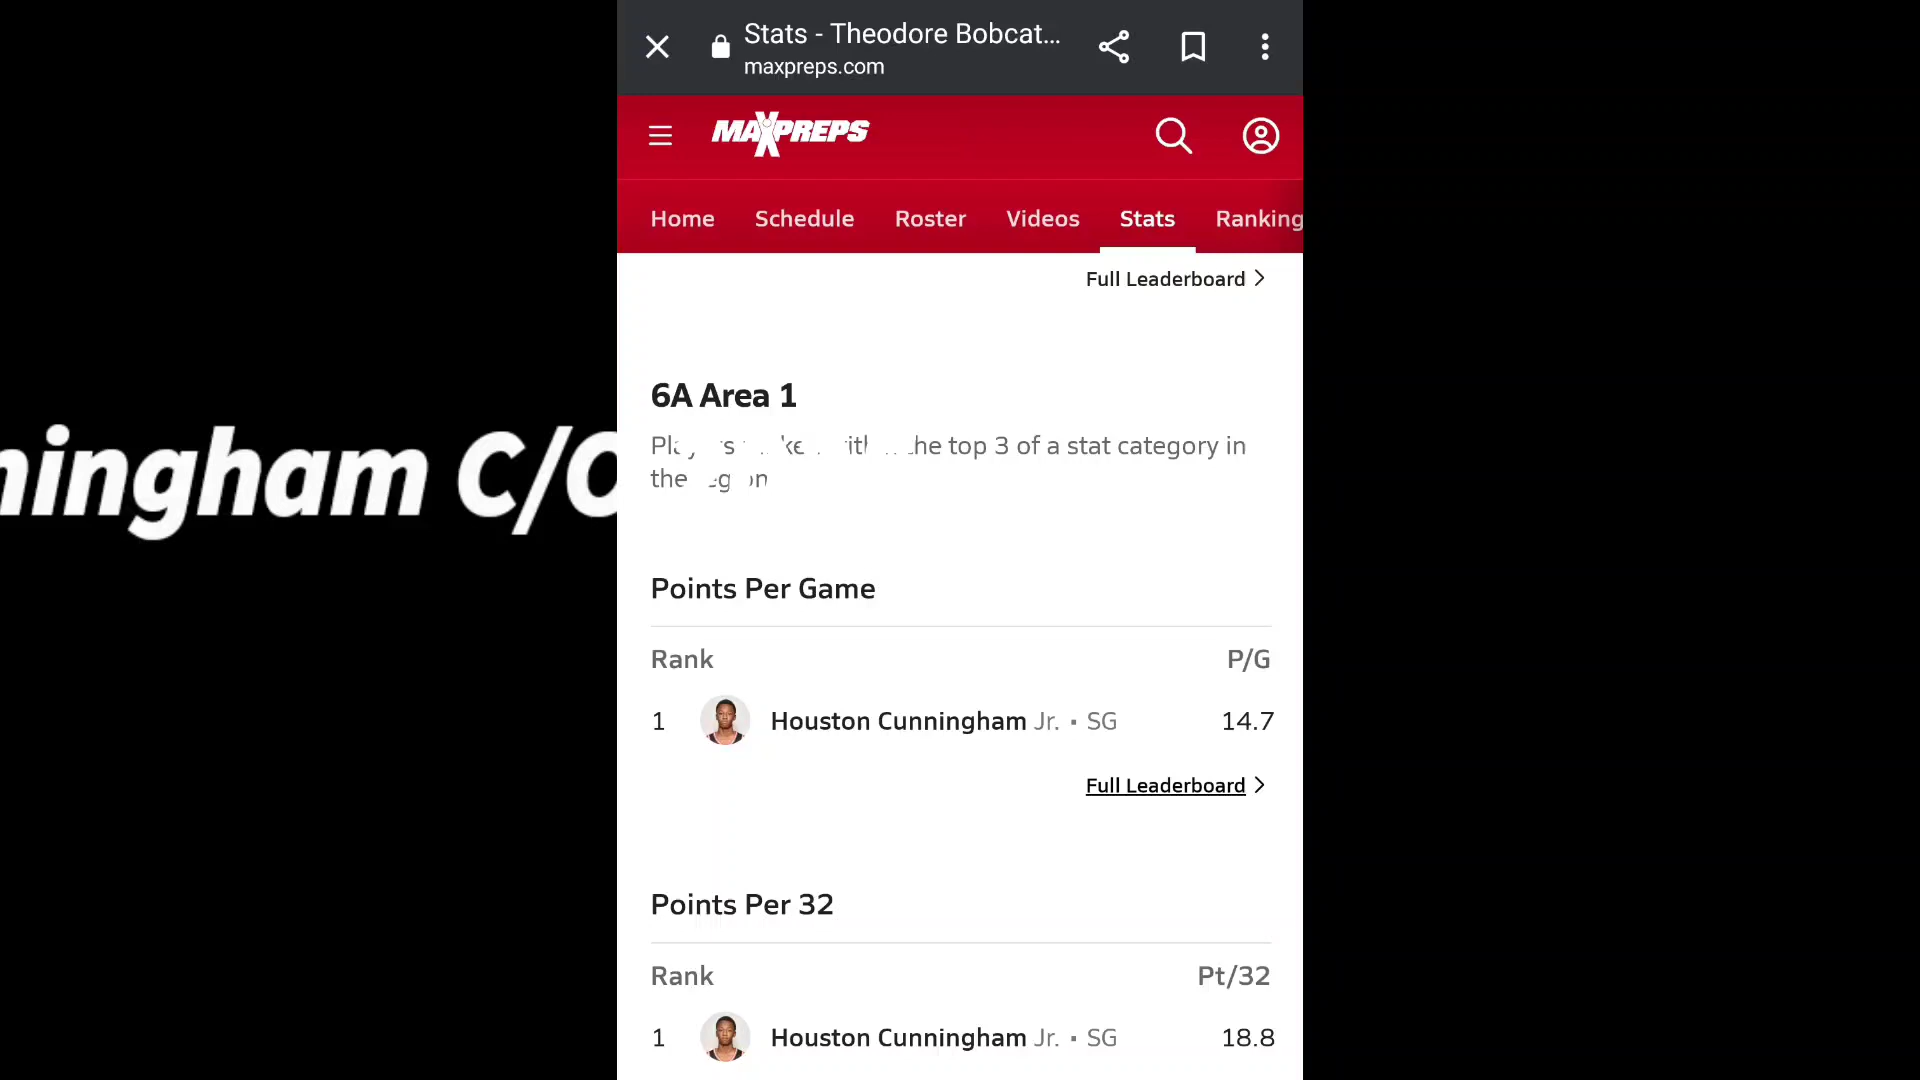 Stats - Theodore Bobcat...
maxpreps.com
MAXPREPS
Home Schedule Roster Videos Stats Ranking
Full Leaderboard
6A Area 1
the top 3 of a stat category in
the
ningham C/O
Points Per Game
Rank P/G
1 Houston Cunningham Jr. • SG 14.7
Full Leaderboard
Points Per 32
Rank Pt/32
1 Houston Cunningham Jr. • SG 18.8